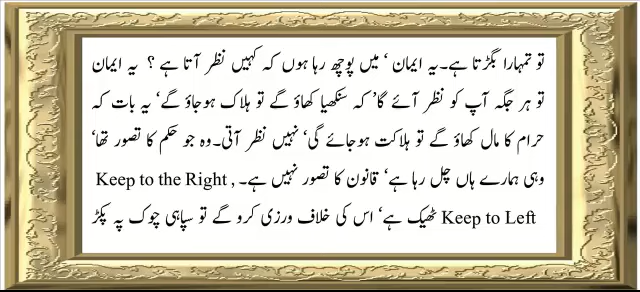 تو تمہارا بگڑتا ہے۔یہ ایمان ‘ میں پوچھ رہا ہوں کہ کہیں نظر آتا ہے ؟ یہ ایمان
تو ہر جگہ آپ کو نظر آئے گا’ کہ سنکھیا کھاؤ گے تو ہلاک ہوجاؤ گے‘ یہ بات کہ
حرام کا مال کھاؤ گے تو ہلاکت ہوجائے گی‘ نہیں نظر آتی۔وہ جو حکم کا تصور تھا‘
وہی ہمارے ہاں چل رہا ہے‘ قانون کا تصور نہیں ہے۔ , Keep to the Right
Keep to Left ٹھیک ہے‘ اس کی خلاف ورزی کرو گے تو سپاہی چوک پہ پکڑ